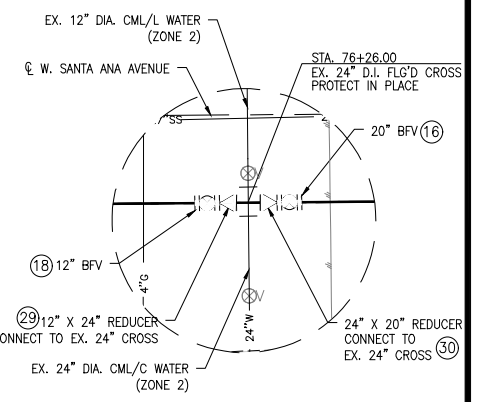 EX. 12" DIA. CML/L WATER
(ZONE 2)
℄ W. SANTA ANA AVENUE
STA. 76+26.00
EX. 24" D.I. FLG'D CROSS
PROTECT IN PLACE
"SS
20" BFV 16
V
18 12" BFV
4"G
V
24"W
29 12" X 24" REDUCER
ONNECT TO EX. 24" CROSS
24" X 20" REDUCER
CONNECT TO
EX. 24" CROSS 30
EX. 24" DIA. CML/C WATER
(ZONE 2)